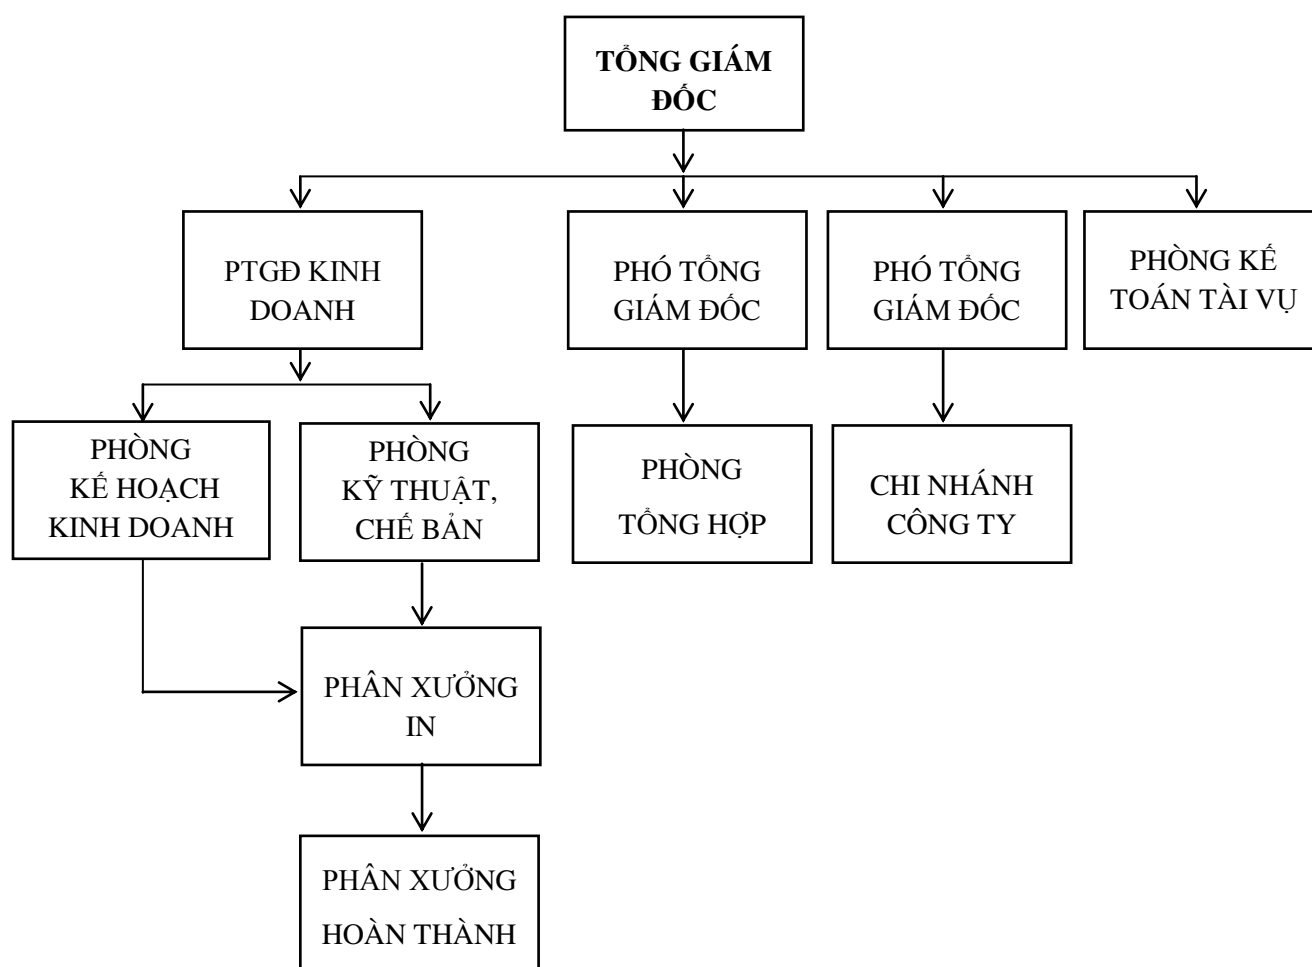 TỔNG GIÁM
ĐỐC
PTGĐ KINH
DOANH
PHÓ TỔNG
GIÁM ĐỐC
PHÓ TỔNG
GIÁM ĐỐC
PHÒNG KẾ
TOÁN TÀI VỤ
PHÒNG
KẾ HOẠCH
KINH DOANH
PHÒNG
KỸ THUẬT,
CHẾ BẢN
PHÒNG
TỔNG HỢP
CHI NHÁNH
CÔNG TY
PHÂN XƯỞNG
IN
PHÂN XƯỞNG
HOÀN THÀNH